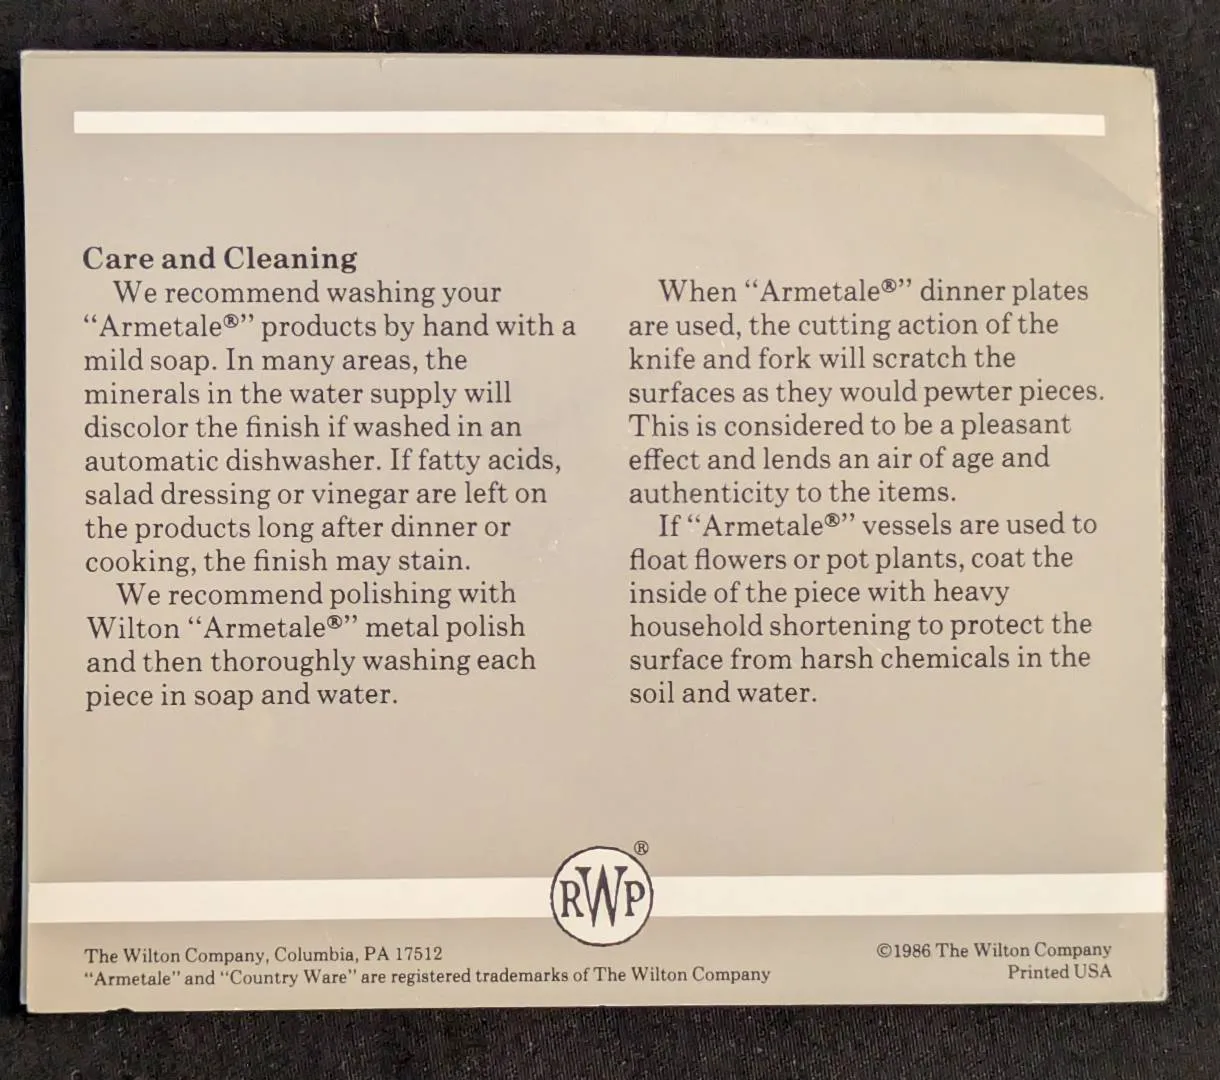 Care and Cleaning
We recommend washing your
“Armetale®” products by hand with a
mild soap. In many areas, the
minerals in the water supply will
discolor the finish if washed in an
automatic dishwasher. If fatty acids,
salad dressing or vinegar are left on
the products long after dinner or
cooking, the finish may stain.
We recommend polishing with
Wilton “Armetale®” metal polish
and then thoroughly washing each
piece in soap and water.
When “Armetale®” dinner plates
are used, the cutting action of the
knife and fork will scratch the
surfaces as they would pewter pieces.
This is considered to be a pleasant
effect and lends an air of age and
authenticity to the items.
If “Armetale®” vessels are used to
float flowers or pot plants, coat the
inside of the piece with heavy
household shortening to protect the
surface from harsh chemicals in the
soil and water.
RWP®
The Wilton Company, Columbia, PA 17512
“Armetale” and “Country Ware” are registered trademarks of The Wilton Company
©1986 The Wilton Company
Printed USA